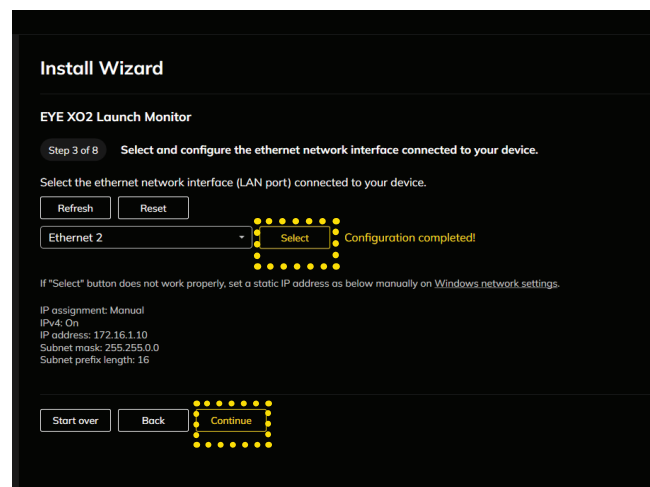 Install Wizard
EYE XO2 Launch Monitor
Step 3 of 8 Select and configure the ethernet network interface connected to your device.
Select the ethernet network interface (LAN port) connected to your device.
Refresh Reset
Ethernet 2 Select Configuration completed!
If "Select" button does not work properly, set a static IP address as below manually on Windows network settings.
IP assignment: Manual
IPv4: On
IP address: 172.16.1.10
Subnet mask: 255.255.0.0
Subnet prefix length: 16
Start over Back Continue